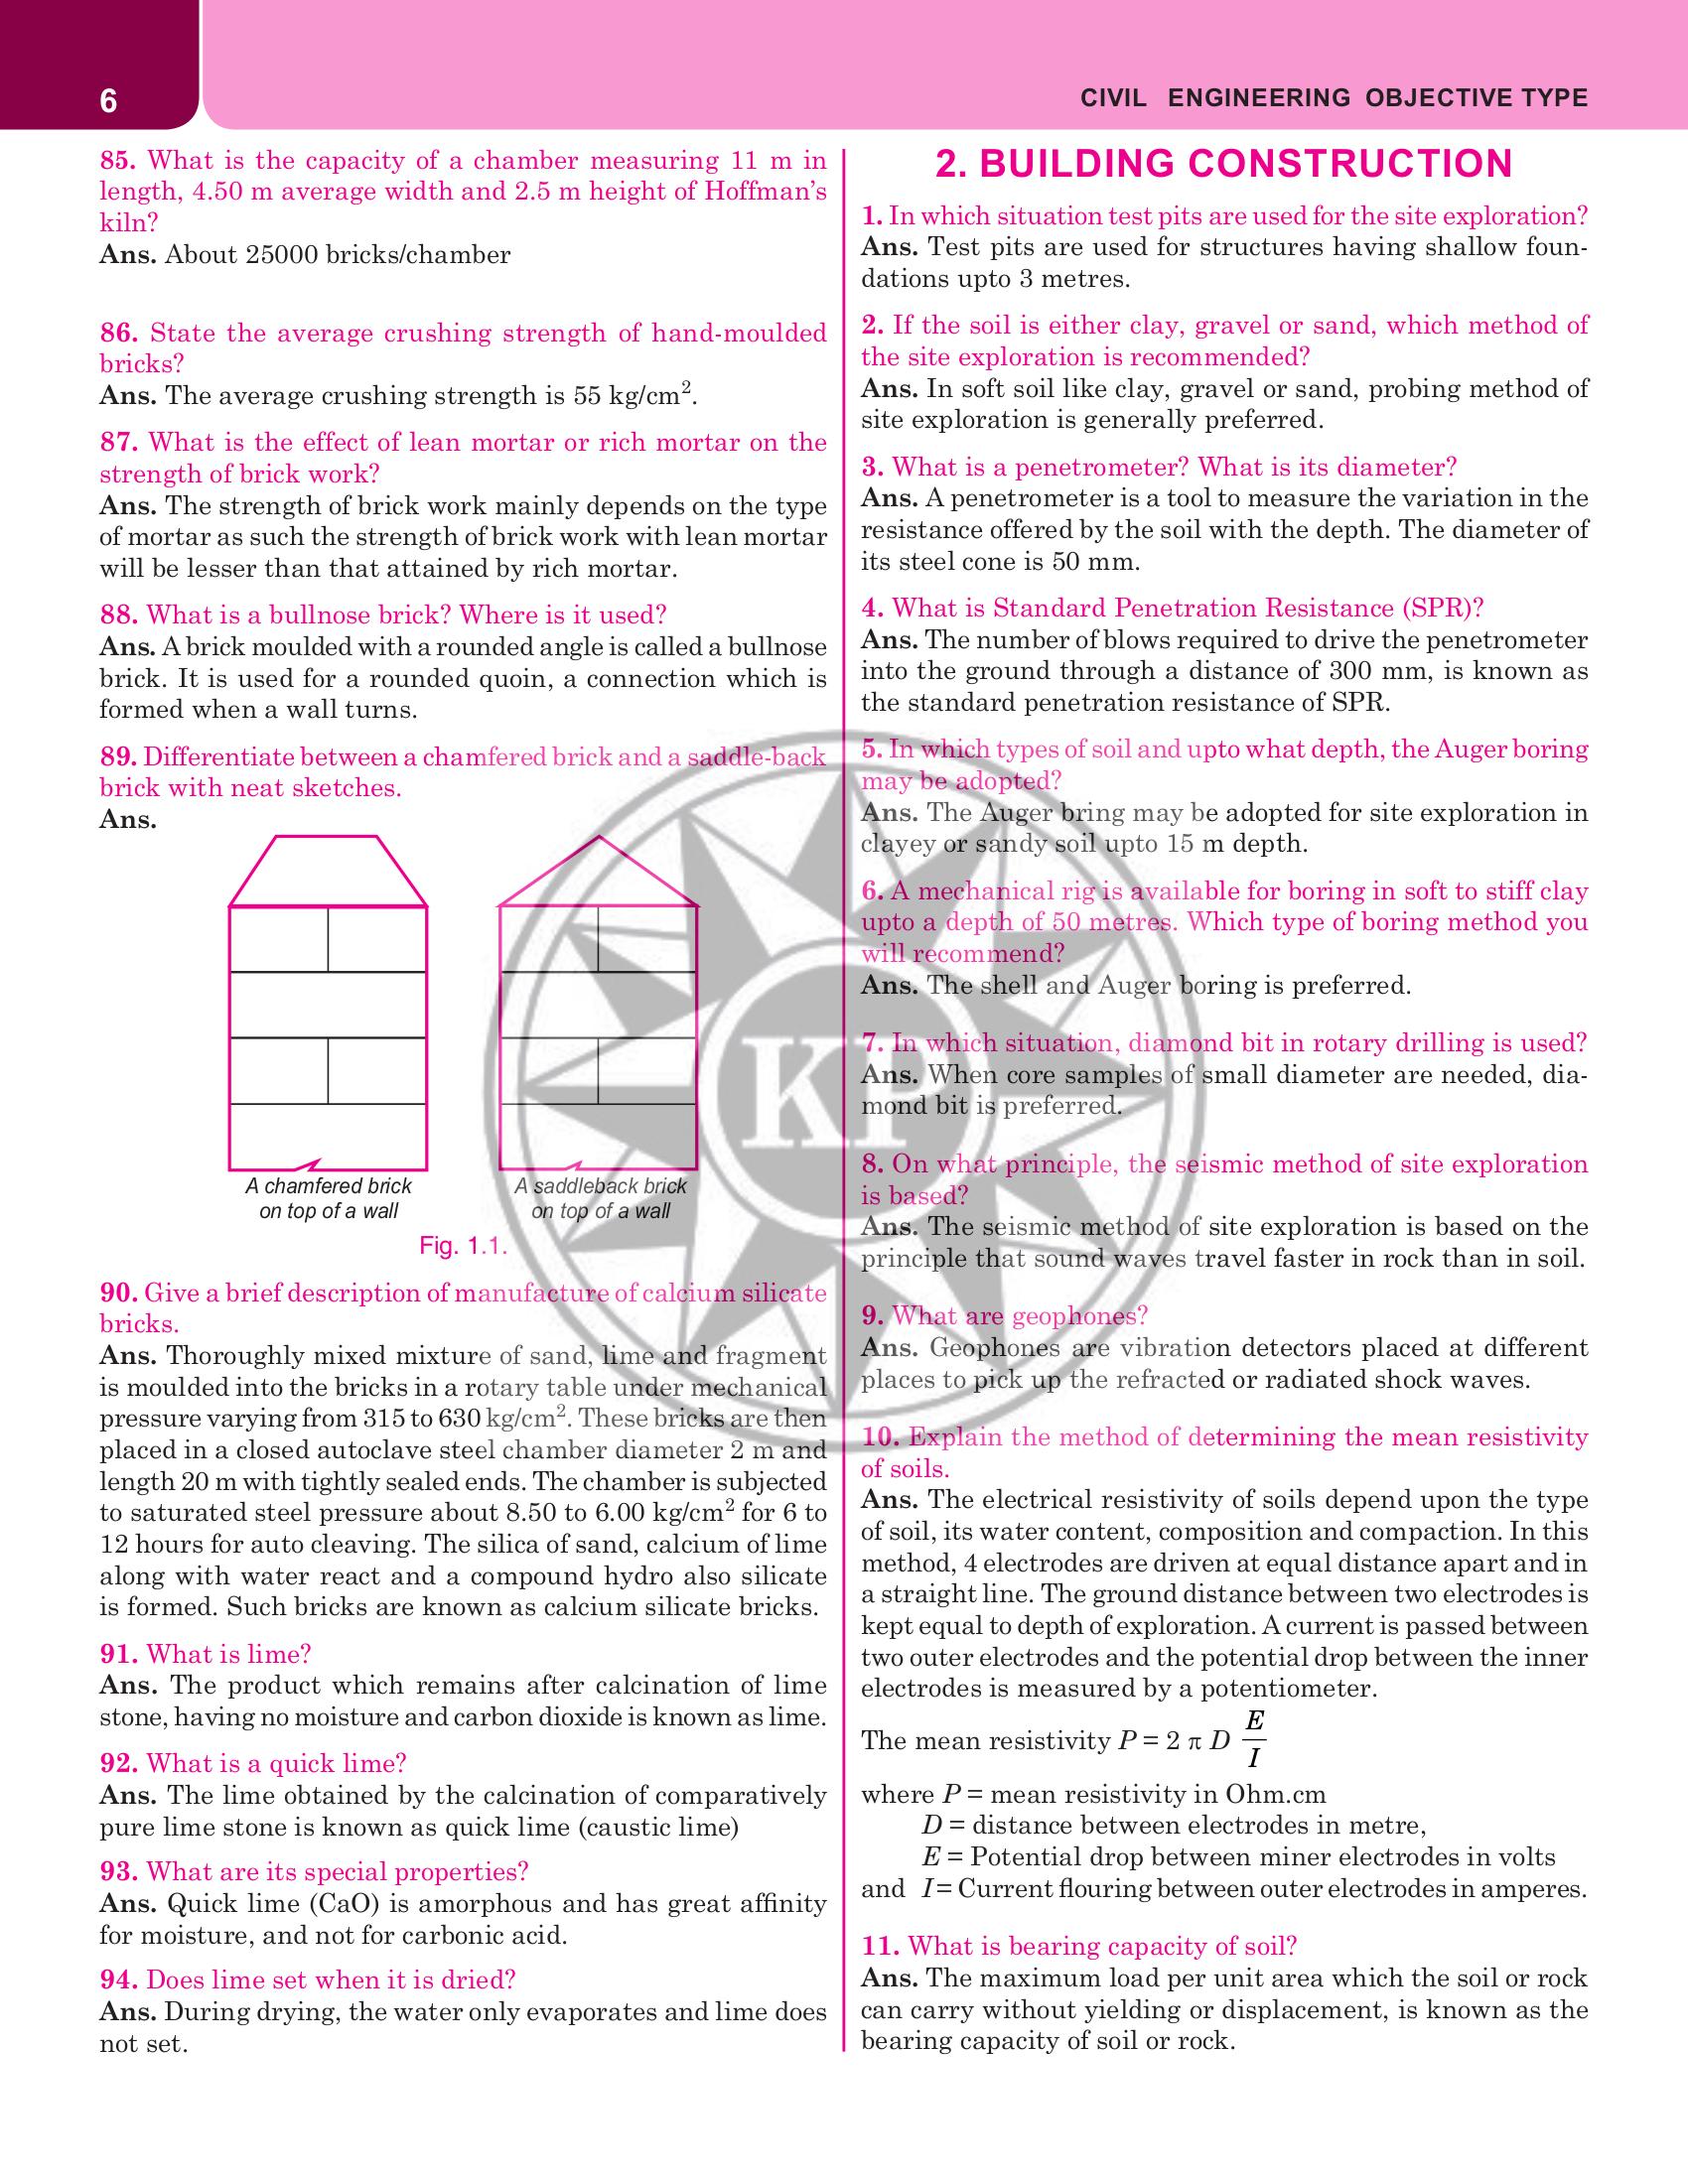 6
CIVIL ENGINEERING OBJECTIVE TYPE
85. What is the capacity of a chamber measuring 11 m in
length, 4.50 m average width and 2.5 m height of Hoffman's
kiln?
Ans. About 25000 bricks/chamber
86. State the average crushing strength of hand-moulded
bricks?
Ans. The average crushing strength is 55 kg/cm².
87. What is the effect of lean mortar or rich mortar on the
strength of brick work?
Ans. The strength of brick work mainly depends on the type
of mortar as such the strength of brick work with lean mortar
will be lesser than that attained by rich mortar.
88. What is a bullnose brick? Where is it used?
Ans. A brick moulded with a rounded angle is called a bullnose
brick. It is used for a rounded quoin, a connection which is
formed when a wall turns.
89. Differentiate between a chamfered brick and a saddle-back
brick with neat sketches.
Ans.
A chamfered brick
on top of a wall
A saddleback brick
on top of a wall
Fig. 1.1.
90. Give a brief description of manufacture of calcium silicate
bricks.
Ans. Thoroughly mixed mixture of sand, lime and fragment
is moulded into the bricks in a rotary table under mechanical
pressure varying from 315 to 630 kg/cm². These bricks are then
placed in a closed autoclave steel chamber diameter 2 m and
length 20 m with tightly sealed ends. The chamber is subjected
to saturated steel pressure about 8.50 to 6.00 kg/cm² for 6 to
12 hours for auto cleaving. The silica of sand, calcium of lime
along with water react and a compound hydro also silicate
is formed. Such bricks are known as calcium silicate bricks.
91. What is lime?
Ans. The product which remains after calcination of lime
stone, having no moisture and carbon dioxide is known as lime.
92. What is a quick lime?
Ans. The lime obtained by the calcination of comparatively
pure lime stone is known as quick lime (caustic lime)
93. What are its special properties?
Ans. Quick lime (CaO) is amorphous and has great affinity
for moisture, and not for carbonic acid.
94. Does lime set when it is dried?
Ans. During drying, the water only evaporates and lime does
not set.
2. BUILDING CONSTRUCTION
1. In which situation test pits are used for the site exploration?
Ans. Test pits are used for structures having shallow foun-
dations upto 3 metres.
2. If the soil is either clay, gravel or sand, which method of
the site exploration is recommended?
Ans. In soft soil like clay, gravel or sand, probing method of
site exploration is generally preferred.
3. What is a penetrometer? What is its diameter?
Ans. A penetrometer is a tool to measure the variation in the
resistance offered by the soil with the depth. The diameter of
its steel cone is 50 mm.
4. What is Standard Penetration Resistance (SPR)?
Ans. The number of blows required to drive the penetrometer
into the ground through a distance of 300 mm, is known as
the standard penetration resistance of SPR.
5. In which types of soil and upto what depth, the Auger boring
may be adopted?
Ans. The Auger bring may be adopted for site exploration in
clayey or sandy soil upto 15 m depth.
6. A mechanical rig is available for boring in soft to stiff clay
upto a depth of 50 metres. Which type of boring method you
will recommend?
Ans. The shell and Auger boring is preferred.
7. In which situation, diamond bit in rotary drilling is used?
Ans. When core samples of small diameter are needed, dia-
mond bit is preferred.
8. On what principle, the seismic method of site exploration
is based?
Ans. The seismic method of site exploration is based on the
principle that sound waves travel faster in rock than in soil.
9. What are geophones?
Ans. Geophones are vibration detectors placed at different
places to pick up the refracted or radiated shock waves.
10. Explain the method of determining the mean resistivity
of soils.
Ans. The electrical resistivity of soils depend upon the type
of soil, its water content, composition and compaction. In this
method, 4 electrodes are driven at equal distance apart and in
a straight line. The ground distance between two electrodes is
kept equal to depth of exploration. A current is passed between
two outer electrodes and the potential drop between the inner
electrodes is measured by a potentiometer.
The mean resistivity P = 2 π D E/I
where P = mean resistivity in Ohm.cm
D = distance between electrodes in metre,
E = Potential drop between miner electrodes in volts
and I = Current flouring between outer electrodes in amperes.
11. What is bearing capacity of soil?
Ans. The maximum load per unit area which the soil or rock
can carry without yielding or displacement, is known as the
bearing capacity of soil or rock.
KP